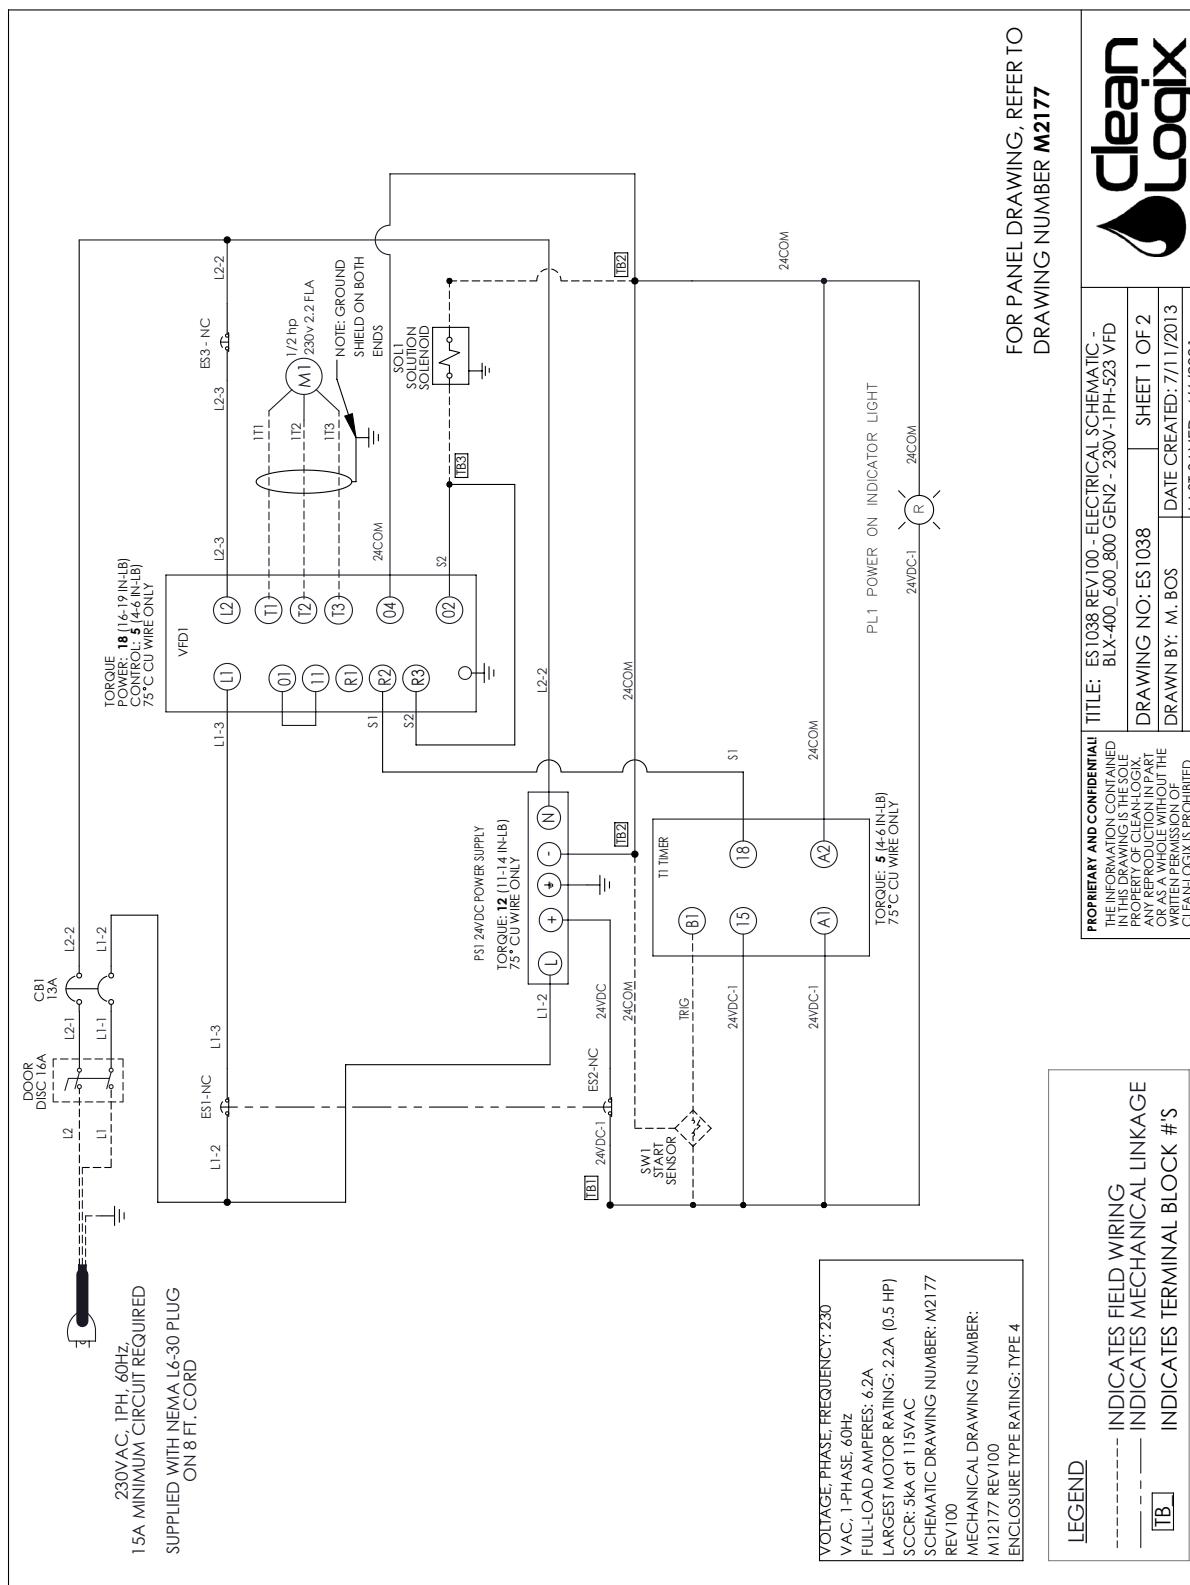 230VAC, 1PH, 60Hz,
15A MINIMUM CIRCUIT REQUIRED
SUPPLIED WITH NEMA L6-30 PLUG
ON 8 FT. CORD
L2
L1
DOOR
DISC 16A
L2-1
L1-1
CB1
13A
L2-2
L1-2
L1-2
ES1-NC
L1-3
L1-3
TORQUE
POWER: 18 (16-19 IN-LB)
CONTROL: 5 (4-6 IN-LB)
75°C CU WIRE ONLY
VFD1
L1
L2
01
11
R1
R2
R3
T1
T2
T3
04
02
S1
S2
L2-3
L2-3
ES3 - NC
L2-2
1T1
1T2
1T3
M1
1/2 hp
230v 2.2 FLA
NOTE: GROUND
SHIELD ON BOTH
ENDS
24COM
S2
TB3
SOL1
SOLUTION
SOLENOID
TB2
24COM
PS1 24VDC POWER SUPPLY
TORQUE: 12 (11-14 IN-LB)
75° CU WIRE ONLY
L
+
-
N
L1-2
L2-2
24VDC
24COM
24COM
TB2
ES2-NC
24VDC-1
TB1
SW1
START
SENSOR
TRIG
24VDC-1
24VDC-1
T1 TIMER
B1
15
18
A1
A2
TORQUE: 5 (4-6 IN-LB)
75°C CU WIRE ONLY
S1
24COM
PL1 POWER ON INDICATOR LIGHT
24VDC-1
R
24COM
FOR PANEL DRAWING, REFER TO
DRAWING NUMBER M2177
VOLTAGE, PHASE, FREQUENCY: 230
VAC, 1-PHASE, 60Hz
FULL-LOAD AMPERES: 6.2A
LARGEST MOTOR RATING: 2.2A (0.5 HP)
SCCR: 5kA at 115VAC
SCHEMATIC DRAWING NUMBER: M2177
REV100
MECHANICAL DRAWING NUMBER:
M12177 REV100
ENCLOSURE TYPE RATING: TYPE 4
LEGEND
INDICATES FIELD WIRING
INDICATES MECHANICAL LINKAGE
TB_ INDICATES TERMINAL BLOCK #'S
PROPRIETARY AND CONFIDENTIAL!
THE INFORMATION CONTAINED
IN THIS DRAWING IS THE SOLE
PROPERTY OF CLEAN-LOGIX.
ANY REPRODUCTION IN PART
OR AS A WHOLE WITHOUT THE
WRITTEN PERMISSION OF
CLEAN-LOGIX IS PROHIBITED
TITLE: ES1038 REV100 - ELECTRICAL SCHEMATIC -
BLX-400_600_800 GEN2 - 230V-1PH-523 VFD
DRAWING NO: ES1038
SHEET 1 OF 2
DRAWN BY: M. BOS
DATE CREATED: 7/11/2013
Clean
Logix